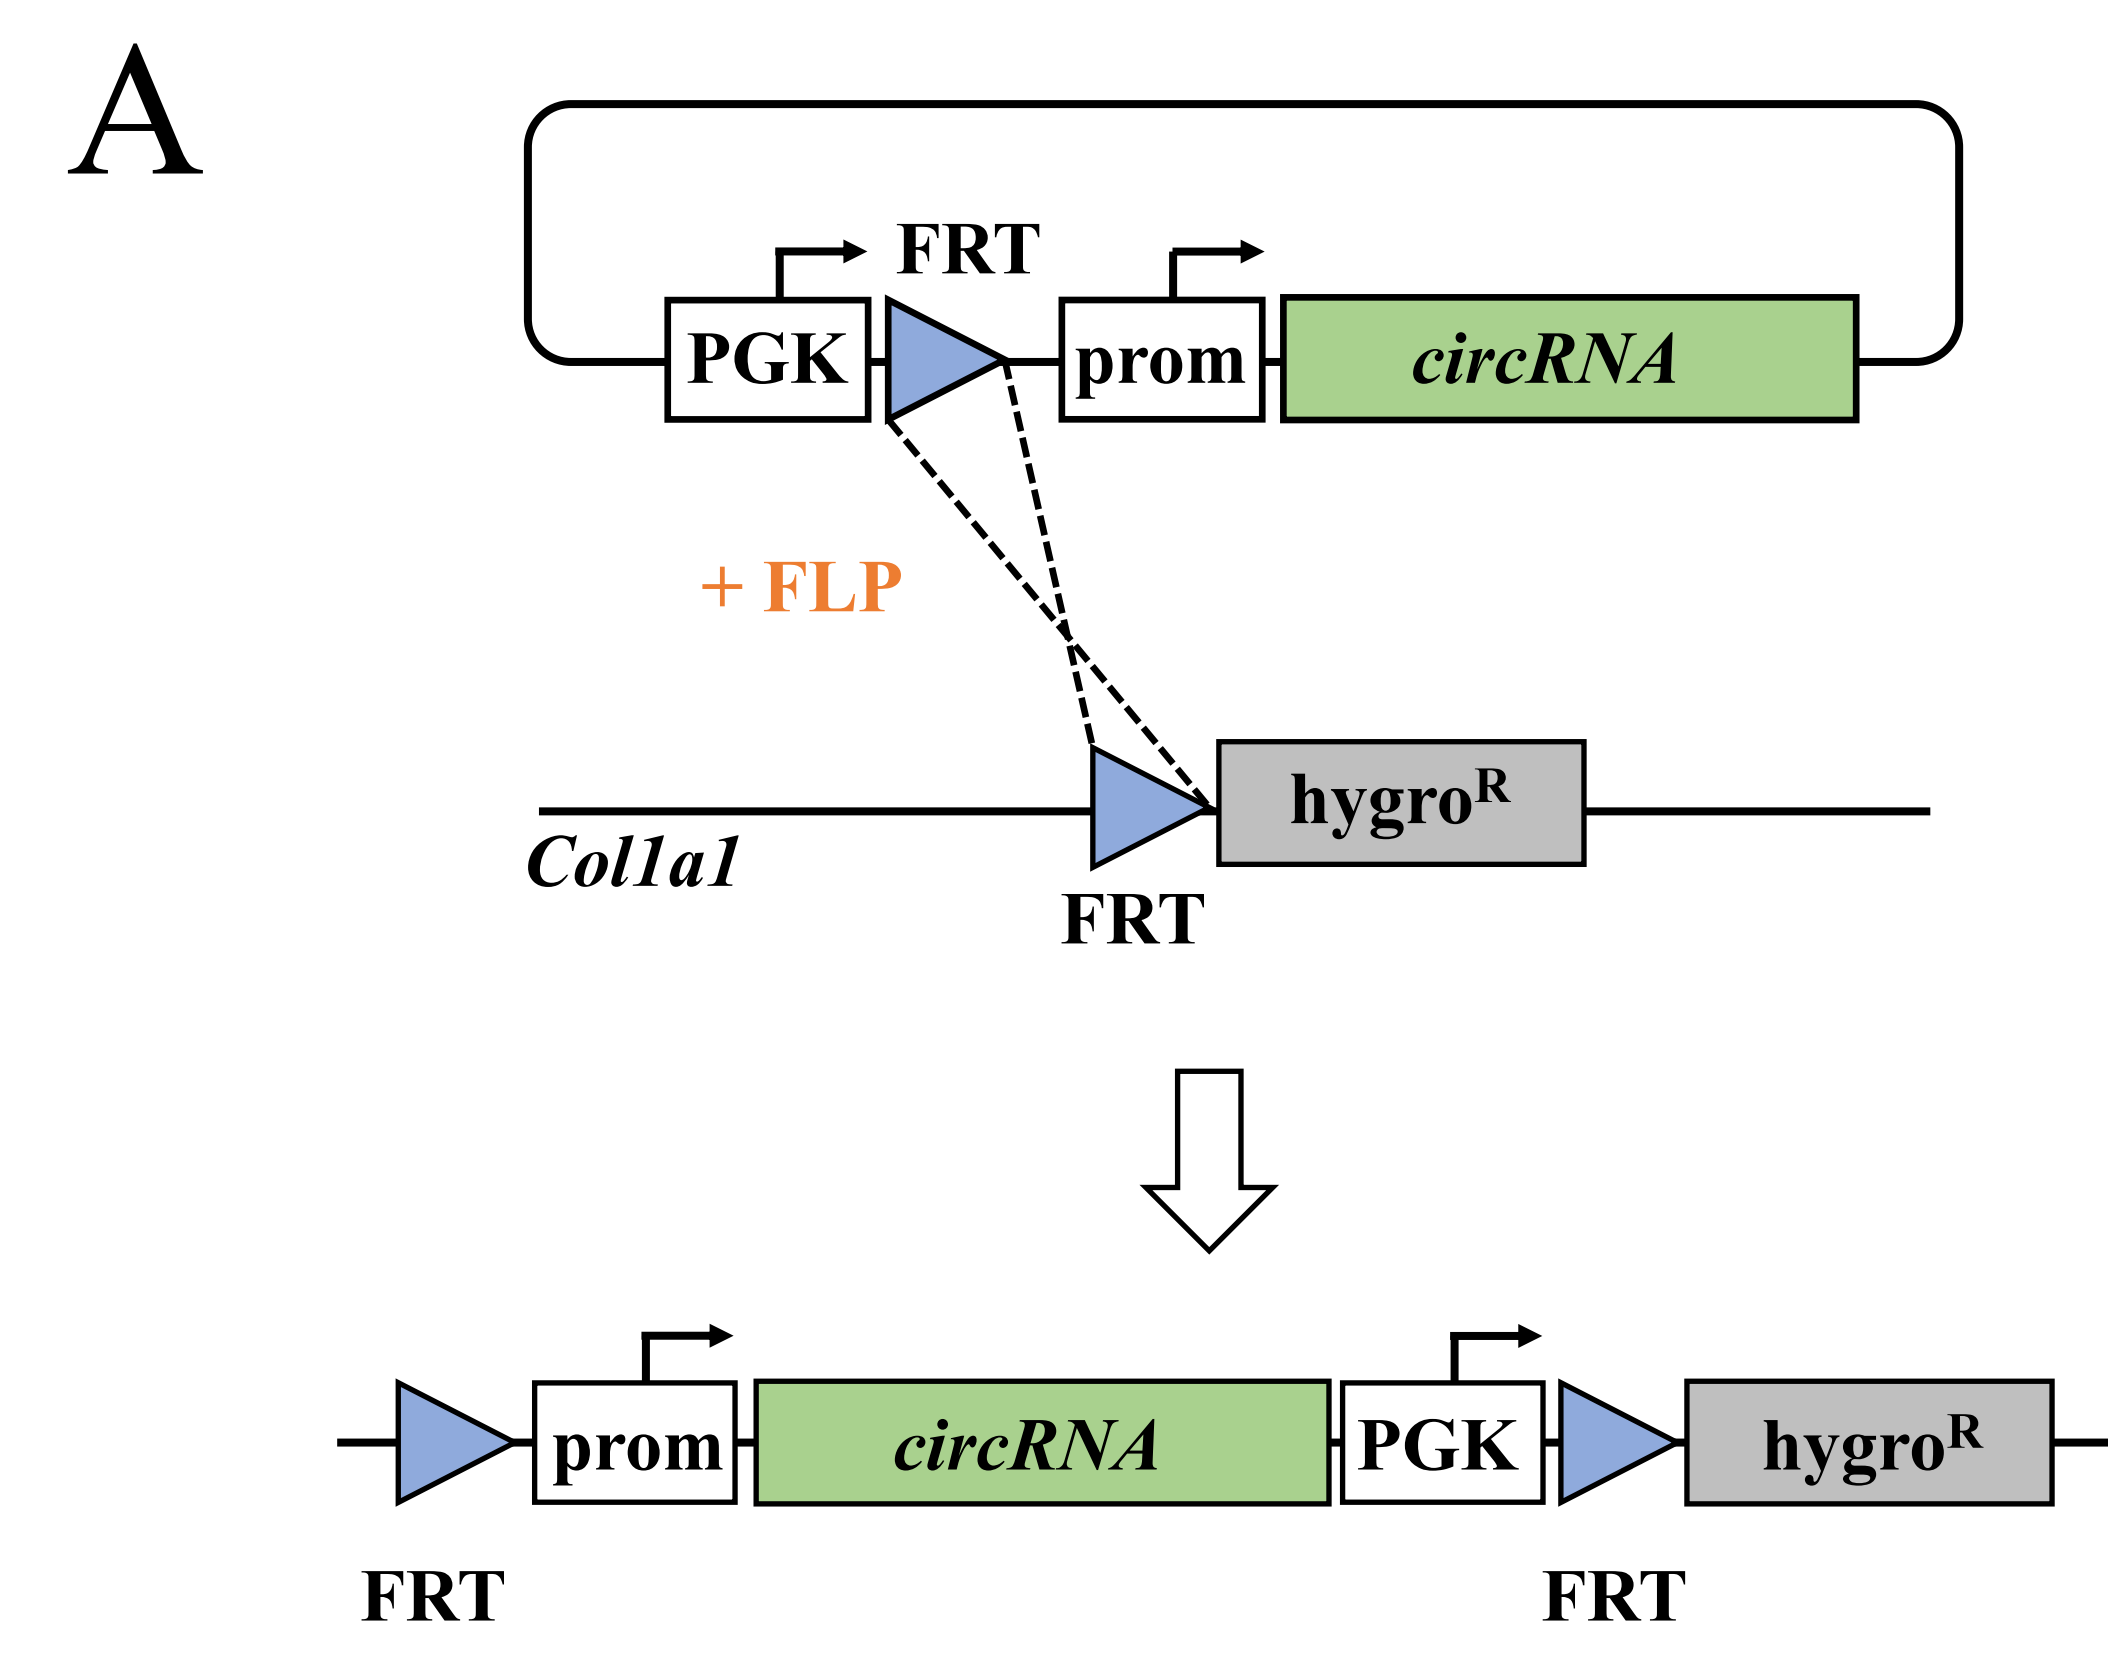 A
FRT
PGK
prom
circRNA
+ FLP
hygroR
Col1a1
FRT
prom
circRNA
PGK
hygroR
FRT
FRT